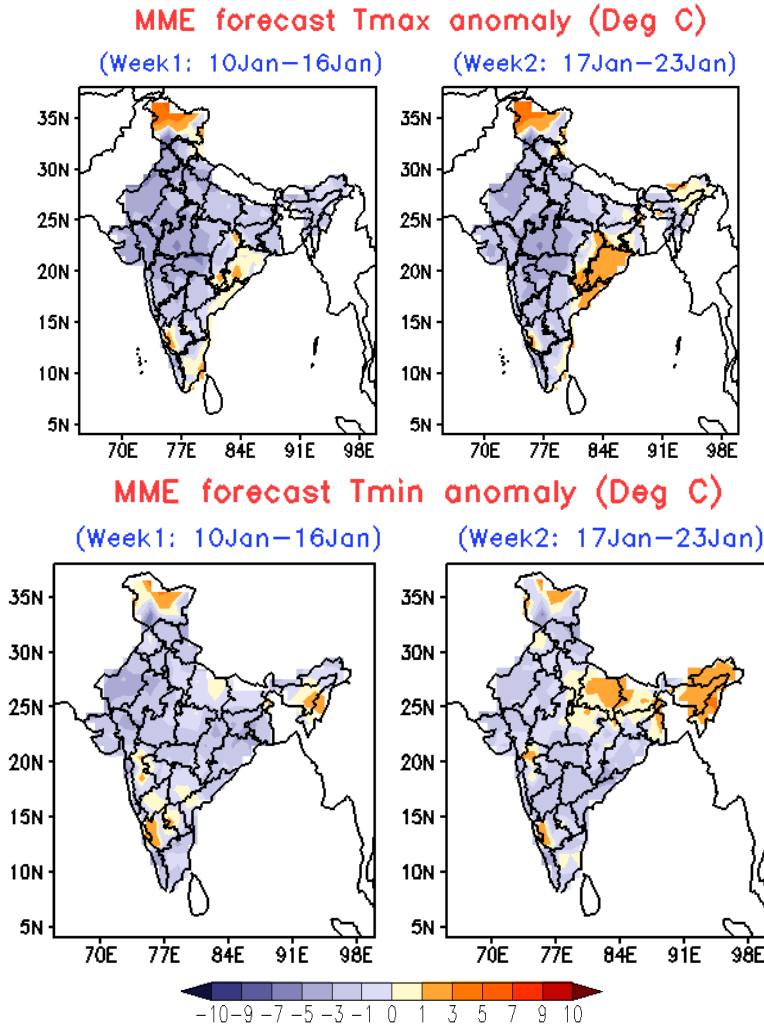 MME forecast Tmax anomaly (Deg C)
(Week1: 10Jan−16Jan)
(Week2: 17Jan−23Jan)
35N
30N
25N
20N
15N
10N
5N
70E 77E 84E 91E 98E
35N
30N
25N
20N
15N
10N
5N
70E 77E 84E 91E 98E
MME forecast Tmin anomaly (Deg C)
(Week1: 10Jan−16Jan)
(Week2: 17Jan−23Jan)
35N
30N
25N
20N
15N
10N
5N
70E 77E 84E 91E 98E
35N
30N
25N
20N
15N
10N
5N
70E 77E 84E 91E 98E
−10 −9 −7 −5 −3 −1 0 1 3 5 7 9 10